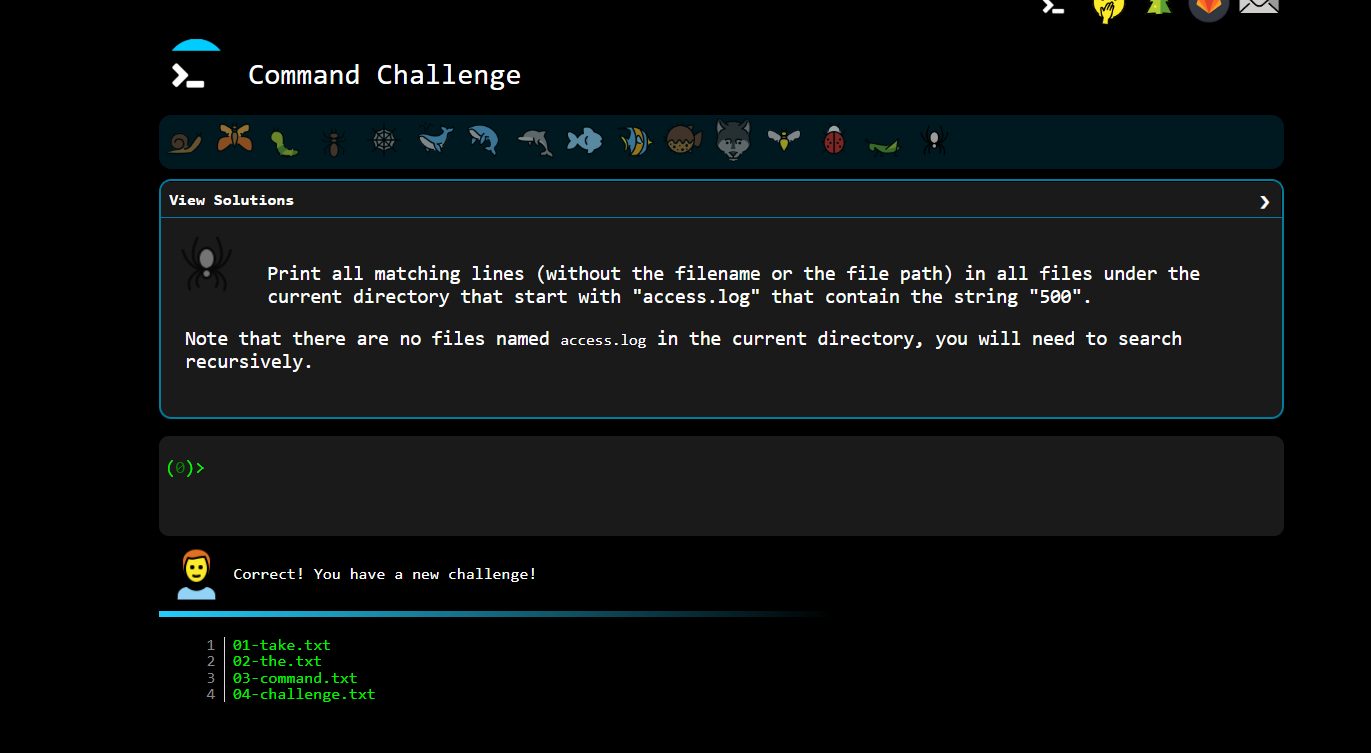 Command Challenge
View Solutions
Print all matching lines (without the filename or the file path) in all files under the
current directory that start with "access.log" that contain the string "500".
Note that there are no files named access.log in the current directory, you will need to search
recursively.
(0)>
Correct! You have a new challenge!
1 01-take.txt
2 02-the.txt
3 03-command.txt
4 04-challenge.txt